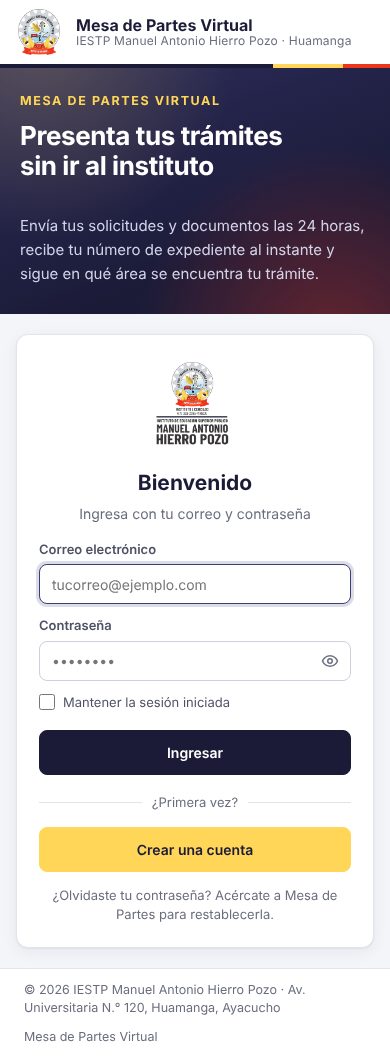 Mesa de Partes Virtual
IESTP Manuel Antonio Hierro Pozo · Huamanga
MESA DE PARTES VIRTUAL
Presenta tus trámites
sin ir al instituto
Envía tus solicitudes y documentos las 24 horas,
recibe tu número de expediente al instante y
sigue en qué área se encuentra tu trámite.
MANUEL ANTONIO
HIERRO POZO
Bienvenido
Ingresa con tu correo y contraseña
Correo electrónico
tucorreo@ejemplo.com
Contraseña
••••••••
Mantener la sesión iniciada
Ingresar
¿Primera vez?
Crear una cuenta
¿Olvidaste tu contraseña? Acércate a Mesa de
Partes para restablecerla.
© 2026 IESTP Manuel Antonio Hierro Pozo · Av.
Universitaria N.° 120, Huamanga, Ayacucho
Mesa de Partes Virtual